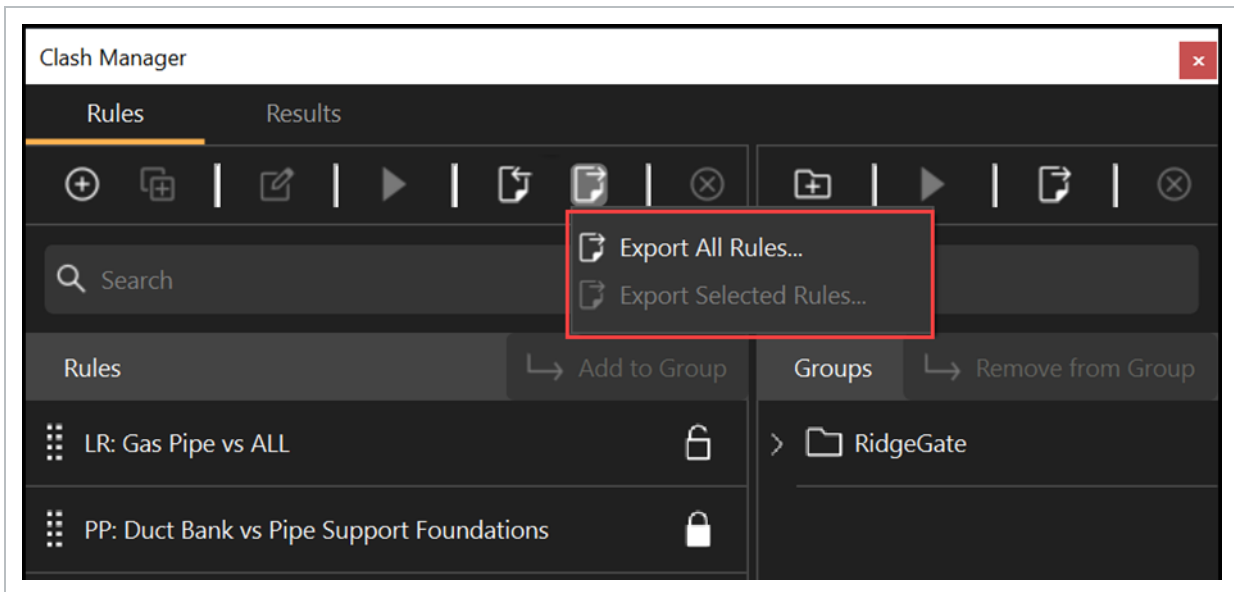 Clash Manager
Rules Results
Export All Rules...
Search
Export Selected Rules...
Rules Add to Group Groups Remove from Group
LR: Gas Pipe vs ALL RidgeGate
PP: Duct Bank vs Pipe Support Foundations